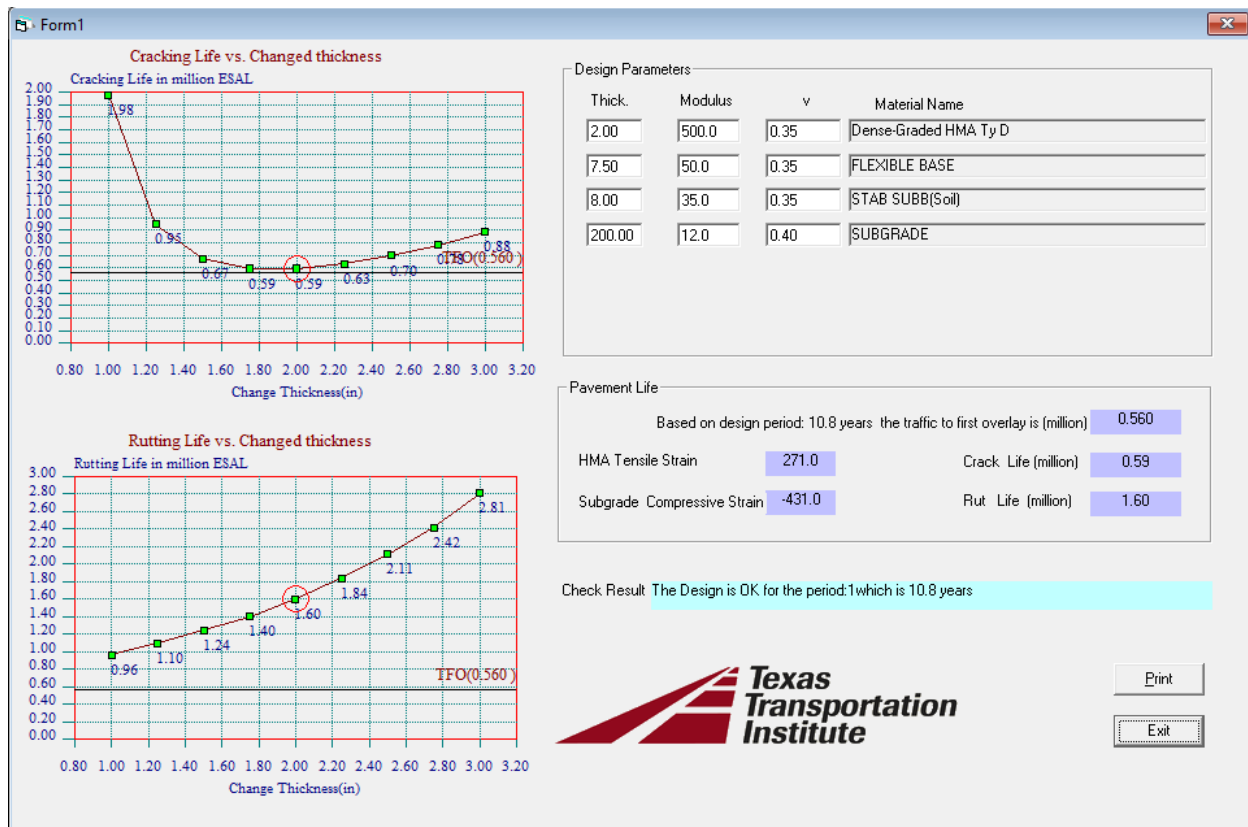 Form1
Cracking Life vs. Changed thickness
Cracking Life in million ESAL
2.00
1.90
1.80
1.70
1.60
1.50
1.40
1.30
1.20
1.10
1.00
0.90
0.80
0.70
0.60
0.50
0.40
0.30
0.20
0.10
0.00
1.98
0.95
0.67
0.59
0.59
0.63
0.70
0.78
0.88
TFO(0.560 )
0.80 1.00 1.20 1.40 1.60 1.80 2.00 2.20 2.40 2.60 2.80 3.00 3.20
Change Thickness(in)
Rutting Life vs. Changed thickness
Rutting Life in million ESAL
3.00
2.80
2.60
2.40
2.20
2.00
1.80
1.60
1.40
1.20
1.00
0.80
0.60
0.40
0.20
0.00
0.96
1.10
1.24
1.40
1.60
1.84
2.11
2.42
2.81
TFO(0.560 )
0.80 1.00 1.20 1.40 1.60 1.80 2.00 2.20 2.40 2.60 2.80 3.00 3.20
Change Thickness(in)
Design Parameters
Thick. Modulus v Material Name
2.00 500.0 0.35 Dense-Graded HMA Ty D
7.50 50.0 0.35 FLEXIBLE BASE
8.00 35.0 0.35 STAB SUBB(Soil)
200.00 12.0 0.40 SUBGRADE
Pavement Life
Based on design period: 10.8 years the traffic to first overlay is (million) 0.560
HMA Tensile Strain 271.0 Crack Life (million) 0.59
Subgrade Compressive Strain -431.0 Rut Life (million) 1.60
Check Result The Design is OK for the period:1which is 10.8 years
Texas
Transportation
Institute
Print
Exit